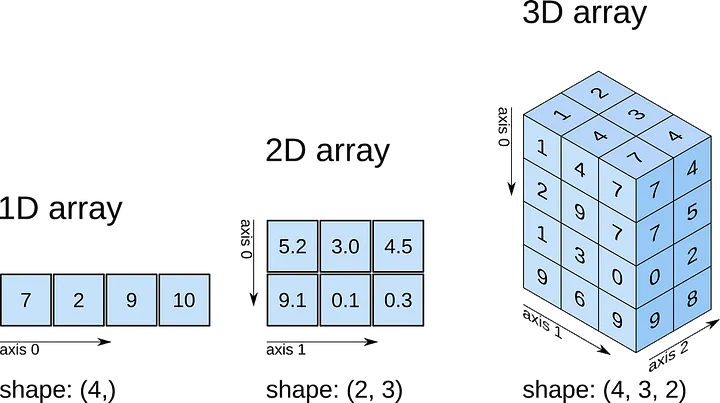 1D array
7 2 9 10
axis 0
shape: (4,)
2D array
axis 0
5.2 3.0 4.5
9.1 0.1 0.3
axis 1
shape: (2, 3)
3D array
axis 0
2
1 3
4 4
7
1 4 7
2 9 7
1 3 0
9 6 9
7 4
7 5
0 2
9 8
axis 1
axis 2
shape: (4, 3, 2)